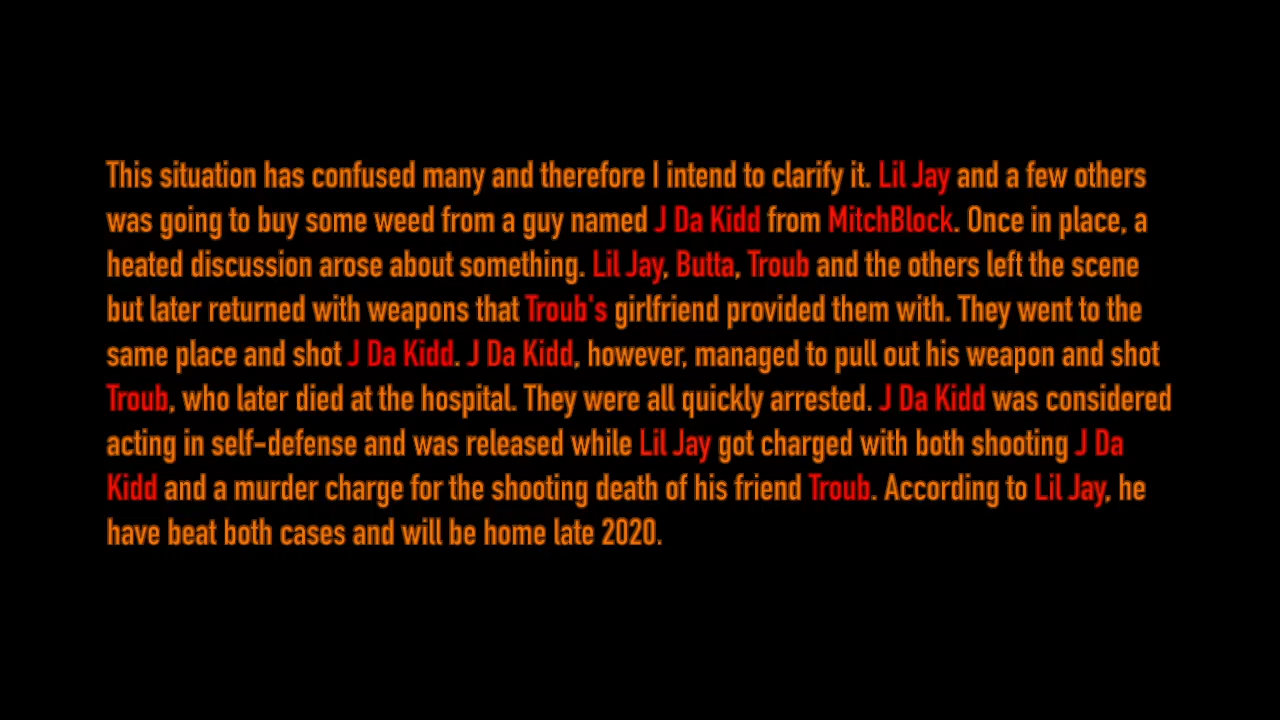 This situation has confused many and therefore I intend to clarify it. Lil Jay and a few others
was going to buy some weed from a guy named J Da Kidd from MitchBlock. Once in place, a
heated discussion arose about something. Lil Jay, Butta, Troub and the others left the scene
but later returned with weapons that Troub's girlfriend provided them with. They went to the
same place and shot J Da Kidd. J Da Kidd, however, managed to pull out his weapon and shot
Troub, who later died at the hospital. They were all quickly arrested. J Da Kidd was considered
acting in self-defense and was released while Lil Jay got charged with both shooting J Da
Kidd and a murder charge for the shooting death of his friend Troub. According to Lil Jay, he
have beat both cases and will be home late 2020.